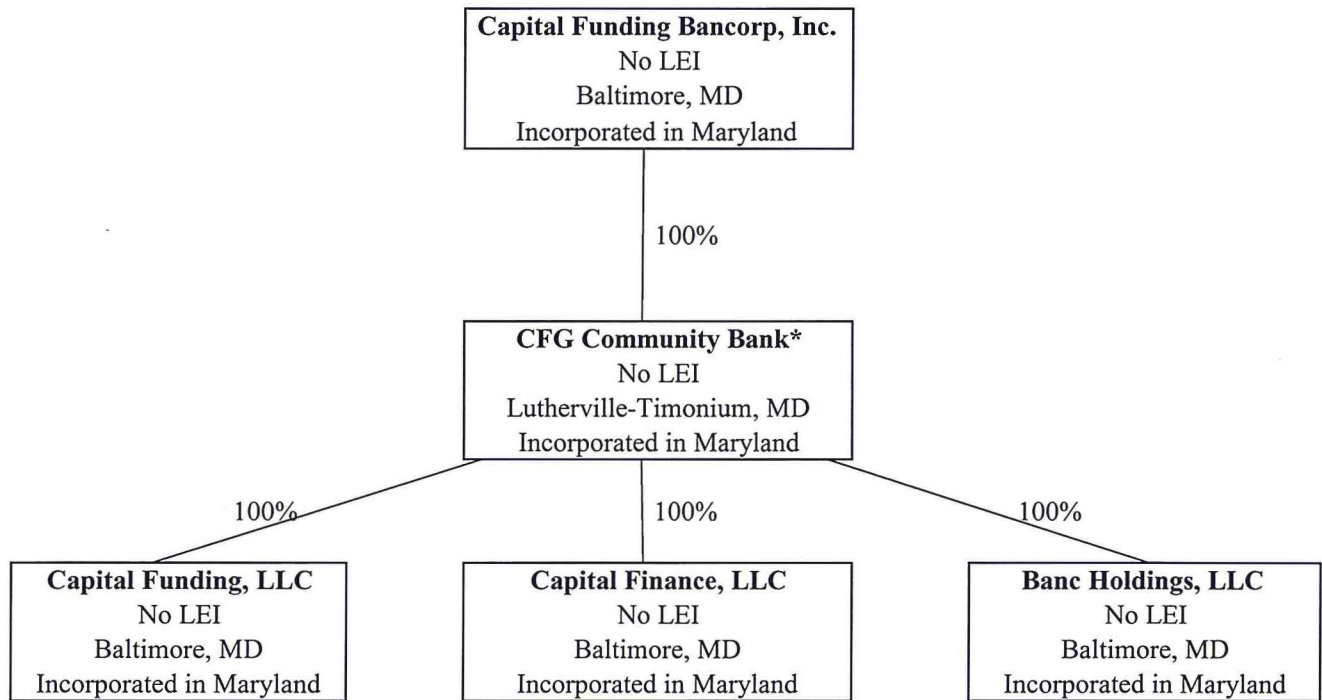 Capital Funding Bancorp, Inc.
No LEI
Baltimore, MD
Incorporated in Maryland
100%
CFG Community Bank*
No LEI
Lutherville-Timonium, MD
Incorporated in Maryland
100%
100%
100%
Capital Funding, LLC
No LEI
Baltimore, MD
Incorporated in Maryland
Capital Finance, LLC
No LEI
Baltimore, MD
Incorporated in Maryland
Banc Holdings, LLC
No LEI
Baltimore, MD
Incorporated in Maryland